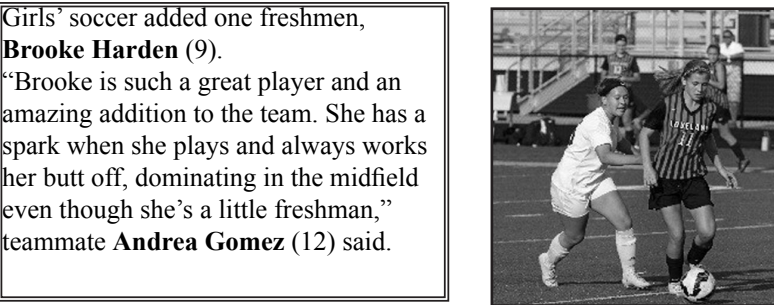 Girls’ soccer added one freshmen,
Brooke Harden (9).
“Brooke is such a great player and an
amazing addition to the team. She has a
spark when she plays and always works
her butt off, dominating in the midfield
even though she’s a little freshman,”
teammate Andrea Gomez (12) said.
LOVELAND
11